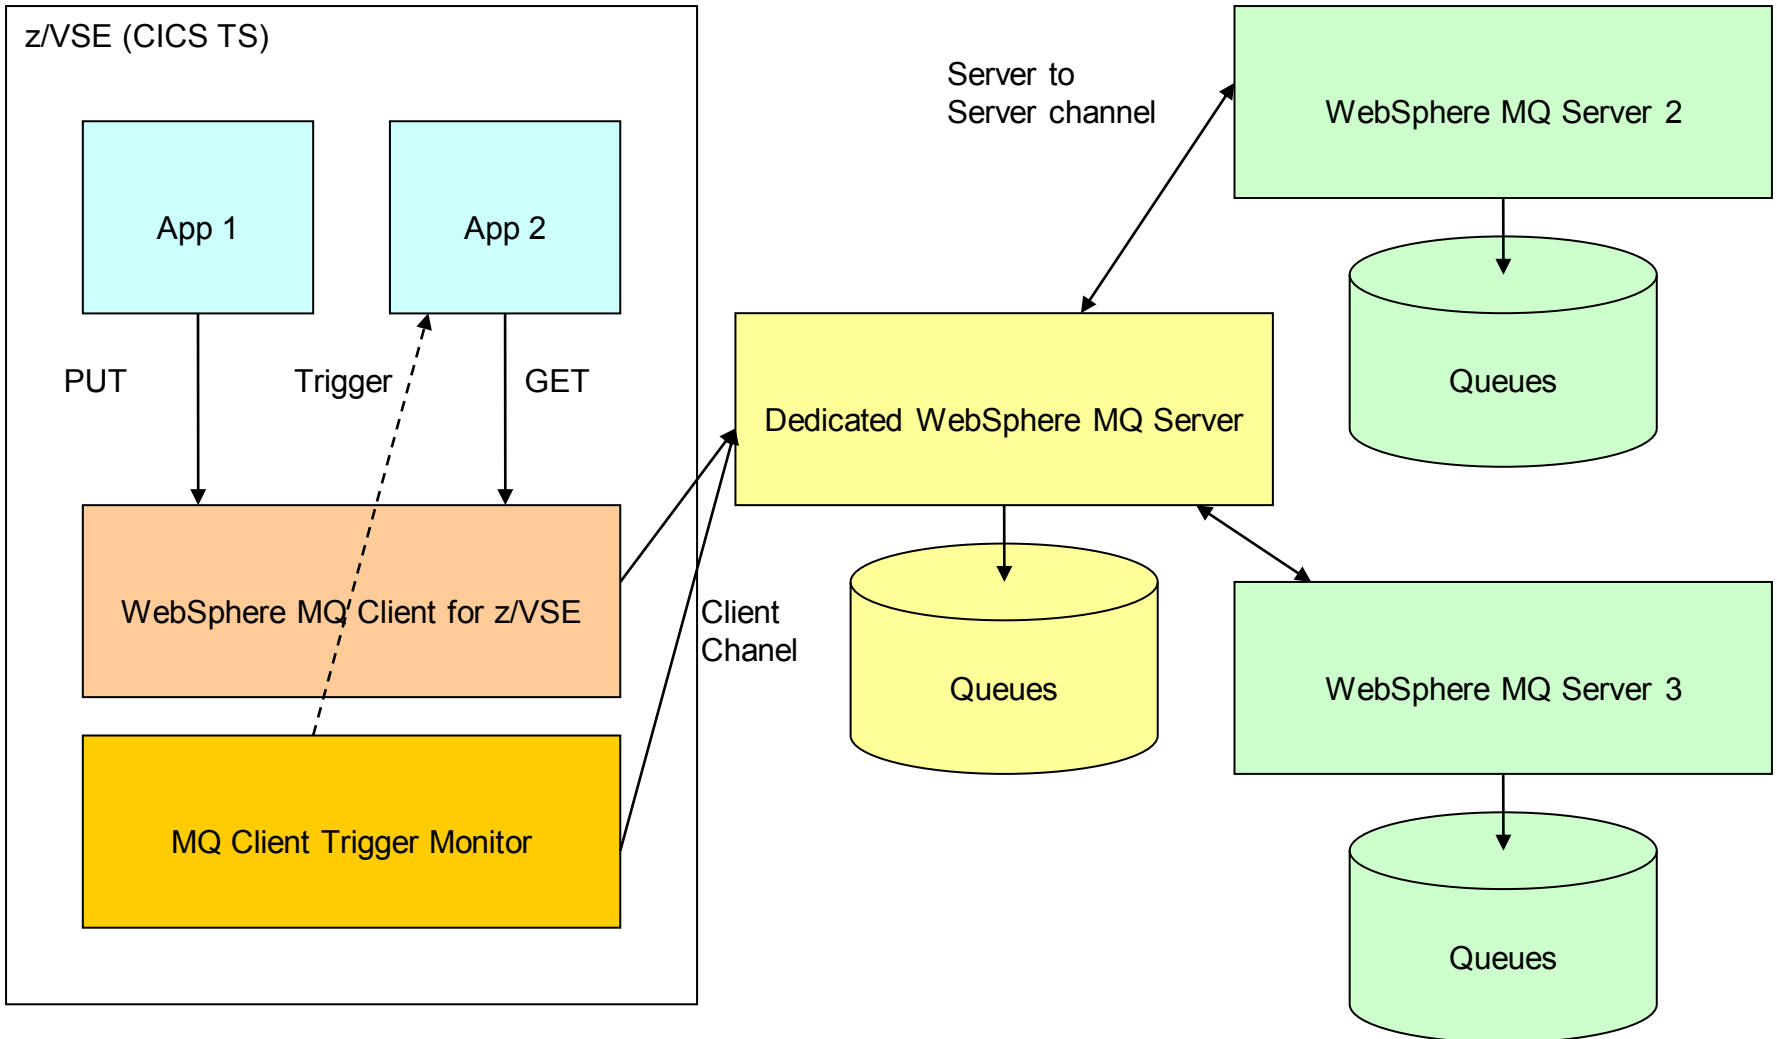 z/VSE (CICS TS)
App 1
App 2
PUT
Trigger
GET
WebSphere MQ Client for z/VSE
MQ Client Trigger Monitor
Client
Chanel
Server to
Server channel
Dedicated WebSphere MQ Server
Queues
WebSphere MQ Server 2
Queues
WebSphere MQ Server 3
Queues